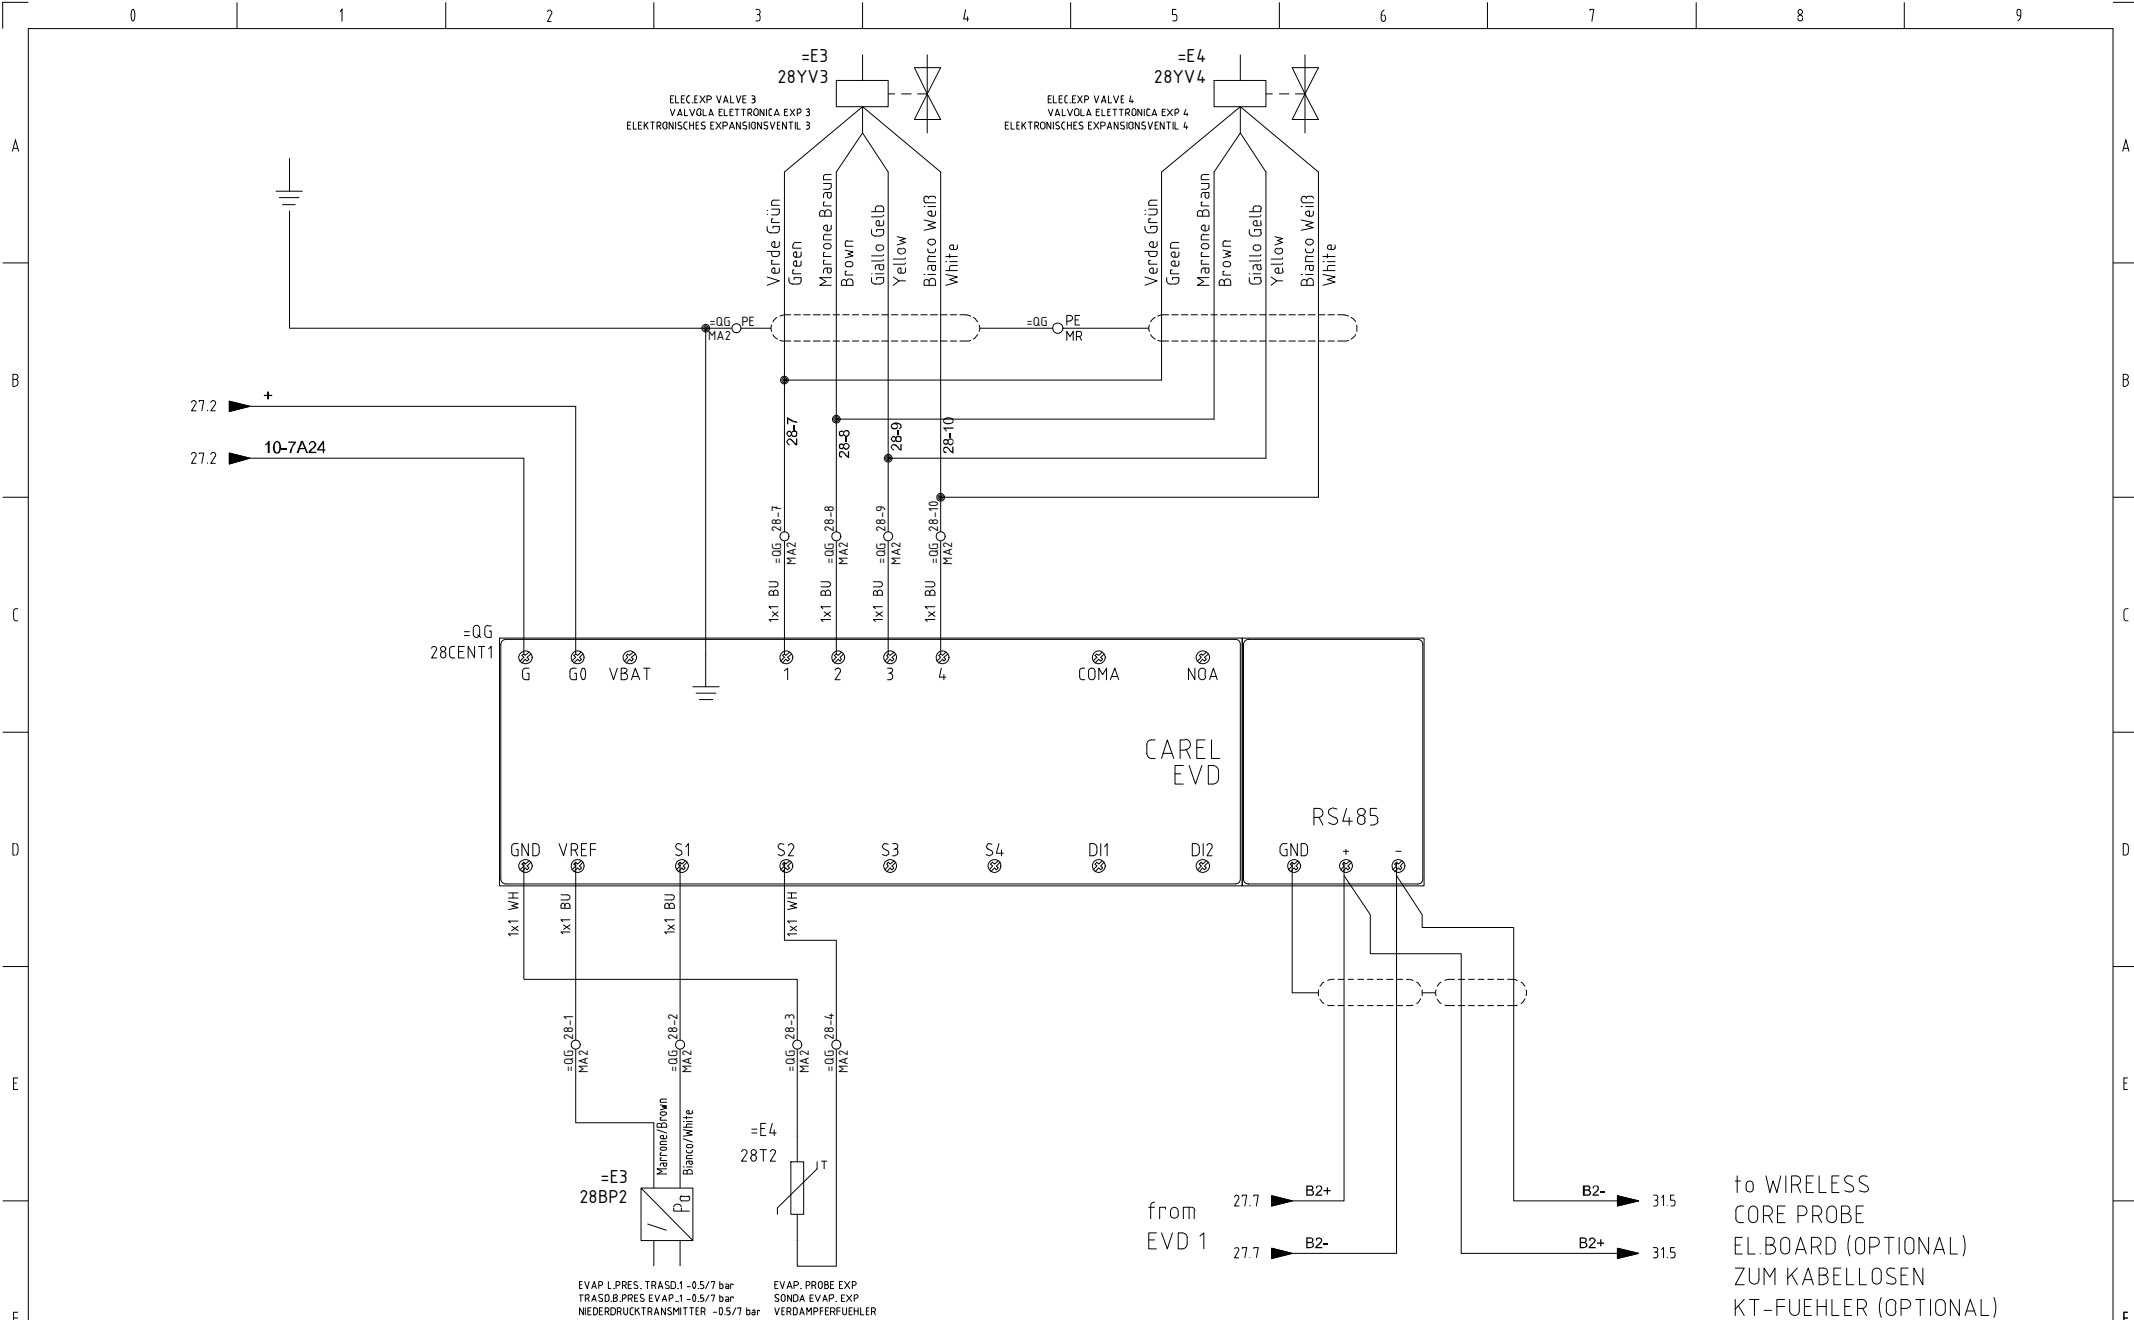 0 1 2 3 4 5 6 7 8 9
=E3
28YV3
ELEC.EXP VALVE 3
VALVOLA ELETTRONICA EXP 3
ELEKTRONISCHES EXPANSIONSVENTIL 3
=E4
28YV4
ELEC.EXP VALVE 4
VALVOLA ELETTRONICA EXP 4
ELEKTRONISCHES EXPANSIONSVENTIL 4
A
A
Verde Grün
Green
Marrone Braun
Brown
Giallo Gelb
Yellow
Bianco Weiß
White
Verde Grün
Green
Marrone Braun
Brown
Giallo Gelb
Yellow
Bianco Weiß
White
=QG PE
MA2
=QG PE
MR
B
B
27.2 +
27.2 10-7A24
28-7
28-8
28-9
28-10
=QG 28-7
MA2
=QG 28-8
MA2
=QG 28-9
MA2
=QG 28-10
MA2
1x1 BU
1x1 BU
1x1 BU
1x1 BU
C
C
=QG
28CENT1
G G0 VBAT 1 2 3 4 COMA NOA
CAREL
EVD
RS485
D
D
GND VREF S1 S2 S3 S4 DI1 DI2 GND + -
1x1 WH
1x1 BU
1x1 BU
1x1 WH
=QG 28-1
MA2
=QG 28-2
MA2
=QG 28-3
MA2
=QG 28-4
MA2
E
E
Marrone/Brown
Bianco/White
=E4
28T2
T
=E3
28BP2
Pa
/
from
EVD 1
27.7 B2+
27.7 B2-
B2- 31.5
B2+ 31.5
to WIRELESS
CORE PROBE
EL.BOARD (OPTIONAL)
ZUM KABELLOSEN
KT-FUEHLER (OPTIONAL)
EVAP L.PRES. TRASD.1 -0.5/7 bar
TRASD.B.PRES EVAP.1 -0.5/7 bar
NIEDERDRUCKTRANSMITTER -0.5/7 bar
EVAP. PROBE EXP
SONDA EVAP. EXP
VERDAMPFERFUEHLER